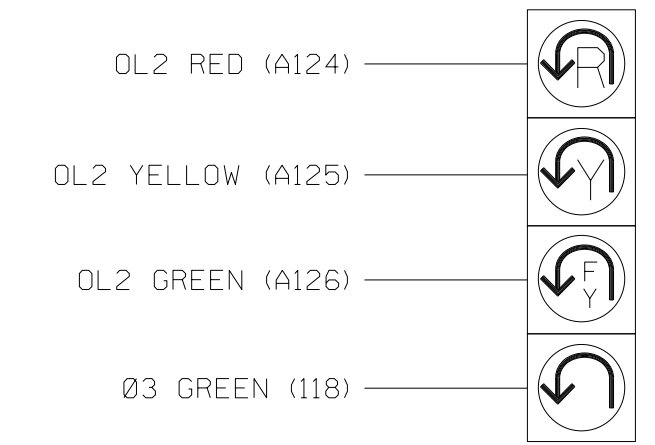 OL2 RED (A124)
R
OL2 YELLOW (A125)
Y
OL2 GREEN (A126)
F
Y
Ø3 GREEN (118)